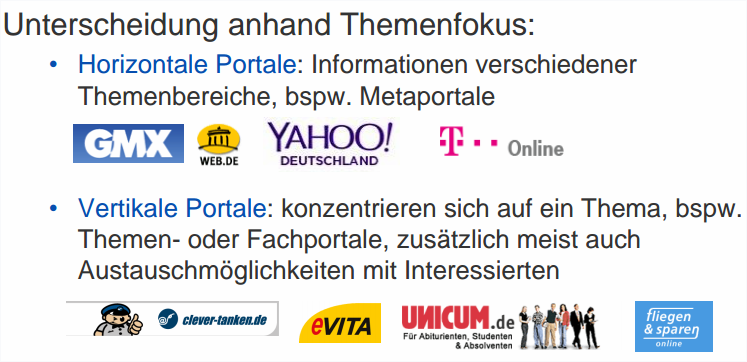 Unterscheidung anhand Themenfokus:
• Horizontale Portale: Informationen verschiedener
Themenbereiche, bspw. Metaportale
GMX WEB.DE YAHOO! DEUTSCHLAND T • • Online
• Vertikale Portale: konzentrieren sich auf ein Thema, bspw.
Themen- oder Fachportale, zusätzlich meist auch
Austauschmöglichkeiten mit Interessierten
clever-tanken.de
eVITA
UNICUM.de
Für Abiturienten, Studenten
& Absolventen
fliegen
& sparen
online